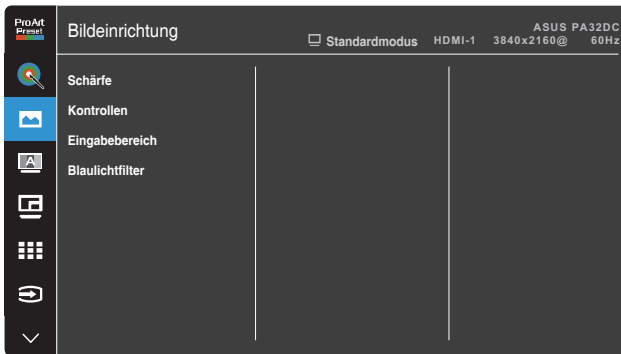 ProArt
Preset
Bildeinrichtung
Standardmodus HDMI-1 3840x2160@ 60Hz
ASUS PA32DC
Schärfe
Kontrollen
Eingabebereich
Blaulichtfilter
A